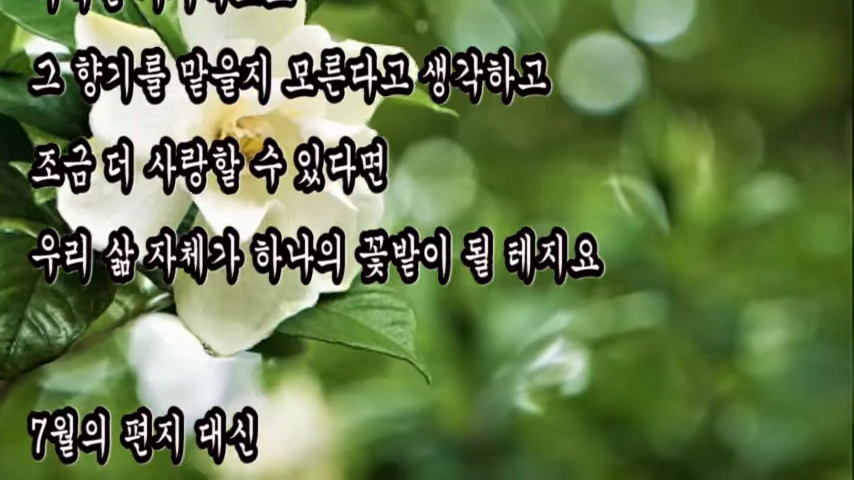 그 향기를 맡을지 모른다고 생각하고
조금 더 사랑할 수 있다면
우리 삶 자체가 하나의 꽃밭이 될 테지요
7월의 편지 대신